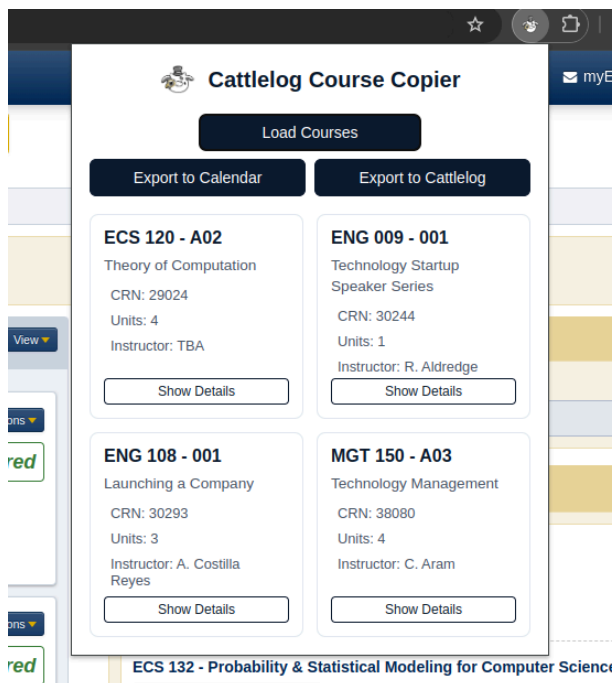 myE
Cattlelog Course Copier
Load Courses
Export to Calendar
Export to Cattlelog
ECS 120 - A02
Theory of Computation
CRN: 29024
Units: 4
Instructor: TBA
Show Details
ENG 009 - 001
Technology Startup
Speaker Series
CRN: 30244
Units: 1
Instructor: R. Aldredge
Show Details
ENG 108 - 001
Launching a Company
CRN: 30293
Units: 3
Instructor: A. Costilla
Reyes
Show Details
MGT 150 - A03
Technology Management
CRN: 38080
Units: 4
Instructor: C. Aram
Show Details
View
ons
red
ons
red
ECS 132 - Probability & Statistical Modeling for Computer Science